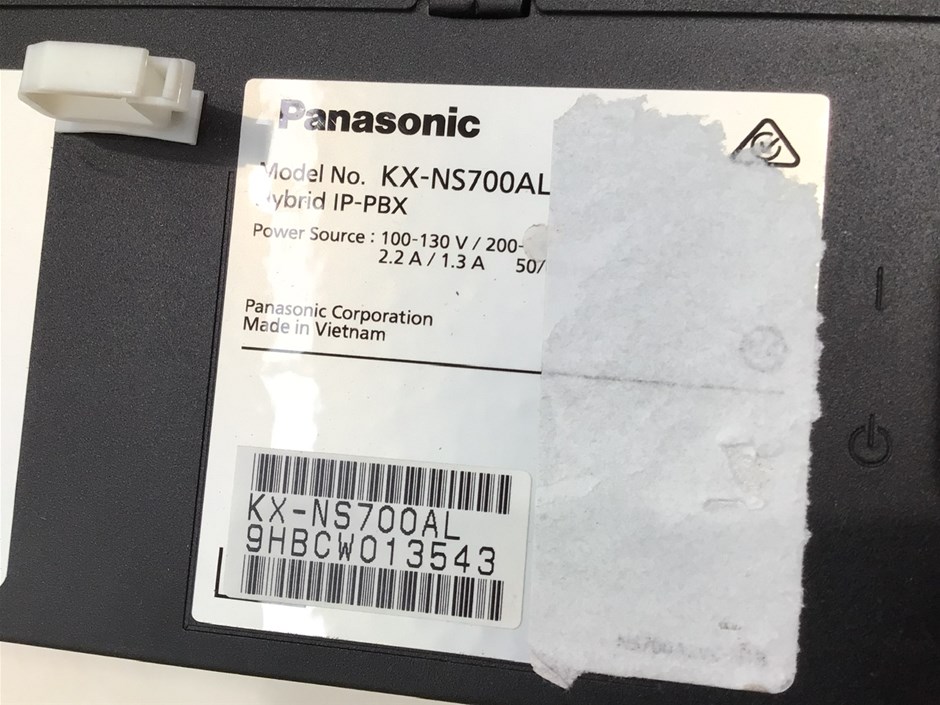 Panasonic
Model No. KX-NS700AL
Hybrid IP-PBX
Power Source : 100-130 V / 200-
2.2 A / 1.3 A 50/
Panasonic Corporation
Made in Vietnam
KX-NS700AL
9HBCW013543